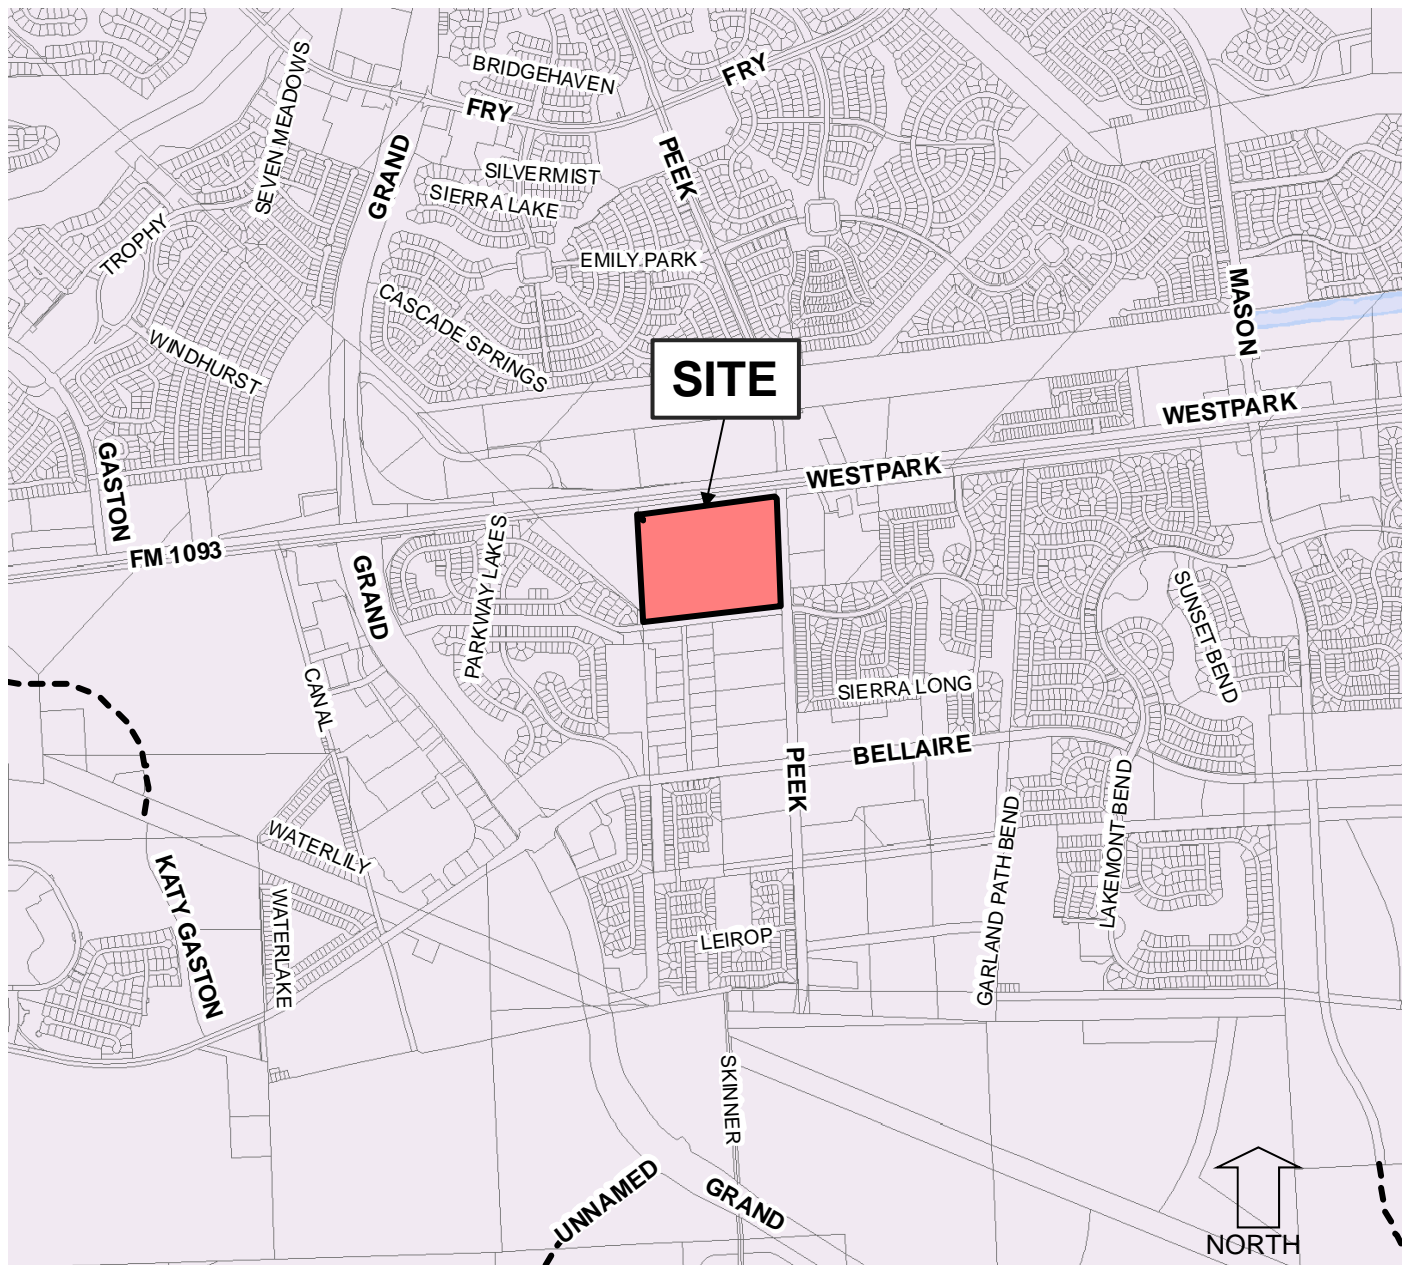 BRIDGEHAVEN
FRY
FRY
SEVEN MEADOWS
GRAND
PEEK
SILVERMIST
SIERRA LAKE
TROPHY
EMILY PARK
CASCADE SPRINGS
MASON
WINDHURST
SITE
WESTPARK
GASTON
WESTPARK
FM 1093
PARKWAY LAKES
GRAND
SUNSET BEND
CANAL
SIERRA LONG
BELLAIRE
PEEK
WATERLILY
LAKEMONT BEND
GARLAND PATH BEND
KATY GASTON
WATERLAKE
LEIROP
SKINNER
UNNAMED
GRAND
NORTH